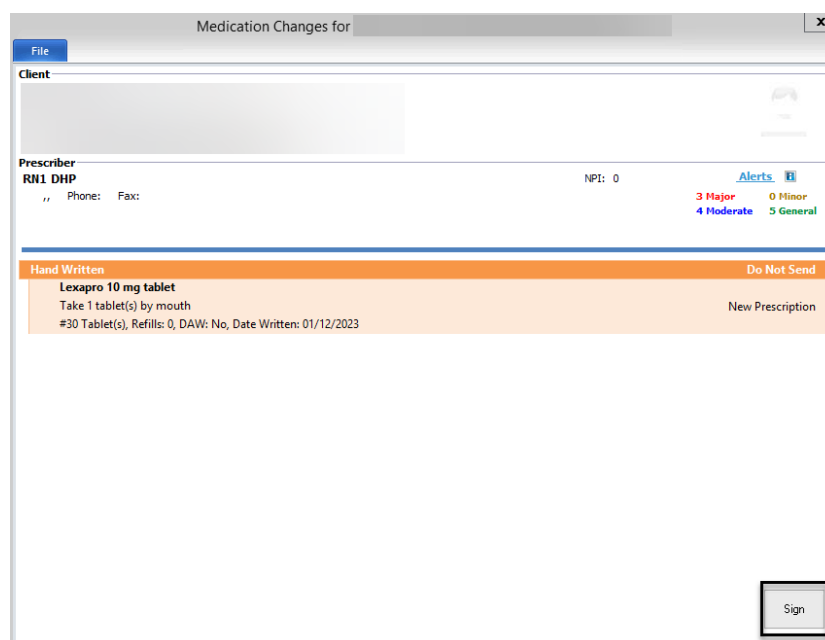 Medication Changes for
x
File
Client
Prescriber
RN1 DHP
NPI: 0
Alerts
,, Phone: Fax:
3 Major 0 Minor
4 Moderate 5 General
Hand Written Do Not Send
Lexapro 10 mg tablet
Take 1 tablet(s) by mouth
New Prescription
#30 Tablet(s), Refills: 0, DAW: No, Date Written: 01/12/2023
Sign